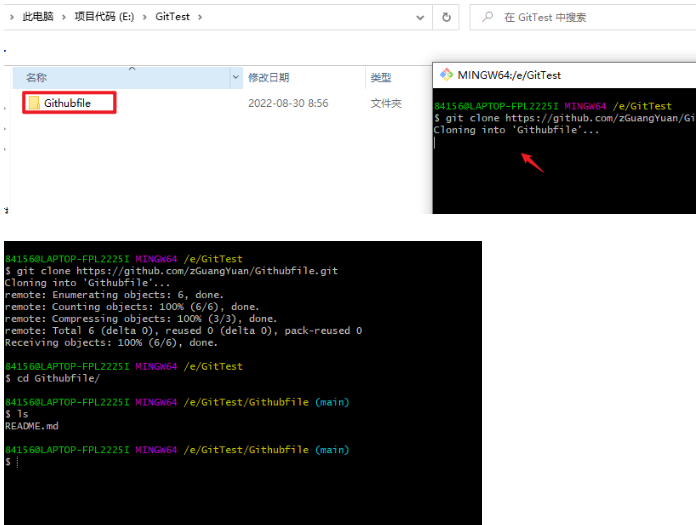 此电脑 > 项目代码 (E:) > GitTest >
在 GitTest 中搜索
名称 修改日期 类型
Githubfile 2022-08-30 8:56 文件夹
MINGW64:/e/GitTest
84156@LAPTOP-FPL2225I MINGW64 /e/GitTest
$ git clone https://github.com/zGuangYuan/Gi
Cloning into 'Githubfile'...
84156@LAPTOP-FPL2225I MINGW64 /e/GitTest
$ git clone https://github.com/zGuangYuan/Githubfile.git
Cloning into 'Githubfile'...
remote: Enumerating objects: 6, done.
remote: Counting objects: 100% (6/6), done.
remote: Compressing objects: 100% (3/3), done.
remote: Total 6 (delta 0), reused 0 (delta 0), pack-reused 0
Receiving objects: 100% (6/6), done.
84156@LAPTOP-FPL2225I MINGW64 /e/GitTest
$ cd Githubfile/
84156@LAPTOP-FPL2225I MINGW64 /e/GitTest/Githubfile (main)
$ ls
README.md
84156@LAPTOP-FPL2225I MINGW64 /e/GitTest/Githubfile (main)
$